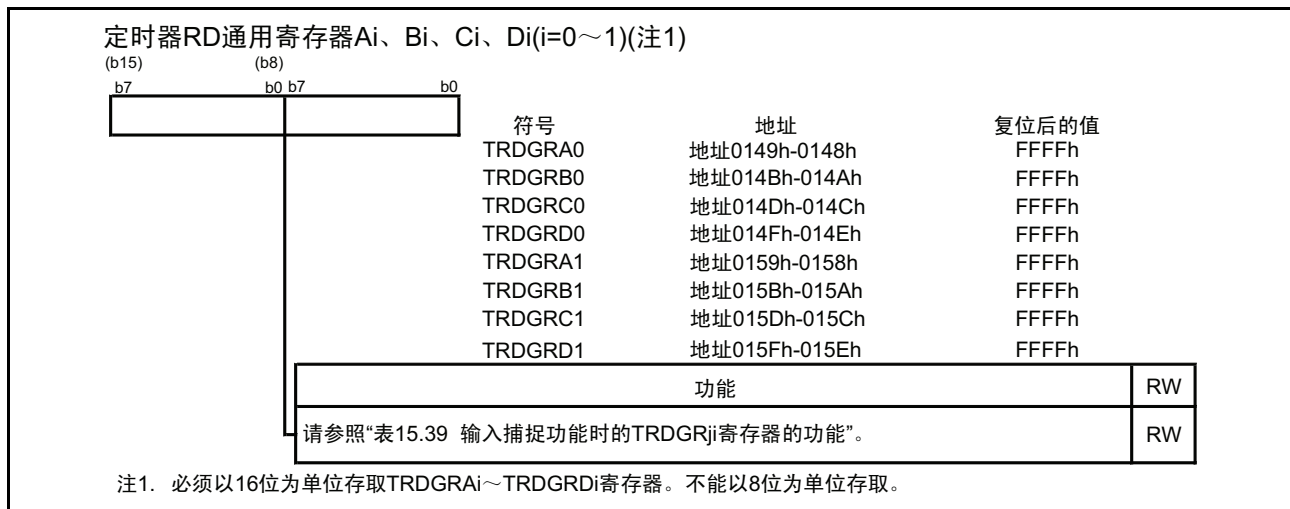 定时器RD通用寄存器Ai、Bi、Ci、Di(i=0～1)(注1)
(b15) (b8)
b7 b0 b7 b0
符号 地址 复位后的值
TRDGRA0 地址0149h-0148h FFFFh
TRDGRB0 地址014Bh-014Ah FFFFh
TRDGRC0 地址014Dh-014Ch FFFFh
TRDGRD0 地址014Fh-014Eh FFFFh
TRDGRA1 地址0159h-0158h FFFFh
TRDGRB1 地址015Bh-015Ah FFFFh
TRDGRC1 地址015Dh-015Ch FFFFh
TRDGRD1 地址015Fh-015Eh FFFFh
功能 RW
请参照“表15.39 输入捕捉功能时的TRDGRji寄存器的功能”。 RW
注1. 必须以16位为单位存取TRDGRAi～TRDGRDi寄存器。不能以8位为单位存取。